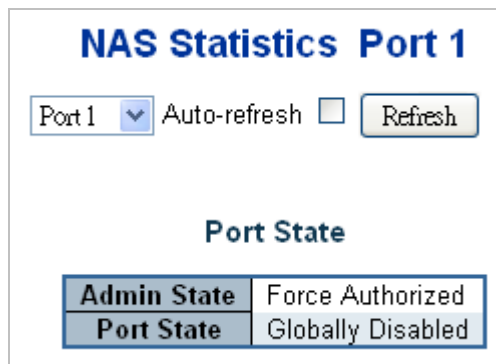 NAS Statistics Port 1
Port 1 Auto-refresh Refresh
Port State
Admin State Force Authorized
Port State Globally Disabled